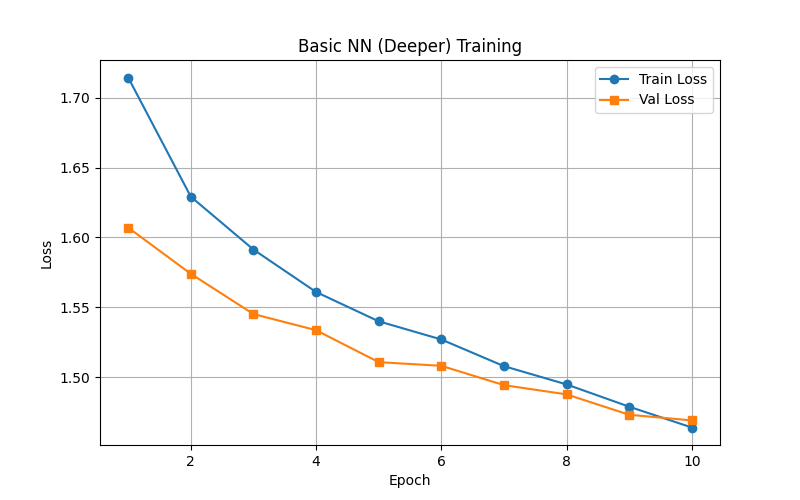 Basic NN (Deeper) Training
Train Loss
Val Loss
1.70
1.65
1.60
1.55
1.50
Loss
2
4
6
8
10
Epoch